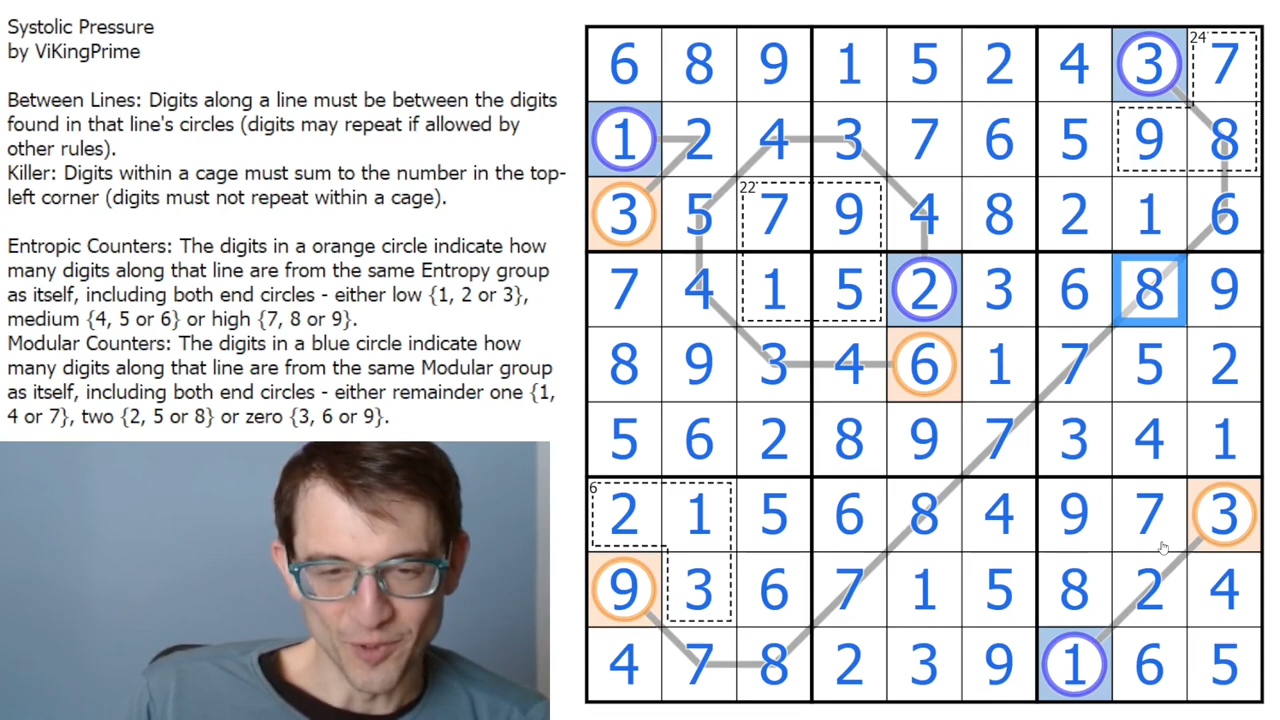 Systolic Pressure
by ViKingPrime
Between Lines: Digits along a line must be between the digits
found in that line's circles (digits may repeat if allowed by
other rules).
Killer: Digits within a cage must sum to the number in the top-
left corner (digits must not repeat within a cage).
Entropic Counters: The digits in a orange circle indicate how
many digits along that line are from the same Entropy group
as itself, including both end circles - either low {1, 2 or 3},
medium {4, 5 or 6} or high {7, 8 or 9}.
Modular Counters: The digits in a blue circle indicate how
many digits along that line are from the same Modular group
as itself, including both end circles - either remainder one {1,
4 or 7}, two {2, 5 or 8} or zero {3, 6 or 9}.
24
6 8 9 1 5 2 4 3 7
1 2 4 3 7 6 5 9 8
22
3 5 7 9 4 8 2 1 6
7 4 1 5 2 3 6 8 9
8 9 3 4 6 1 7 5 2
5 6 2 8 9 7 3 4 1
6
2 1 5 6 8 4 9 7 3
9 3 6 7 1 5 8 2 4
4 7 8 2 3 9 1 6 5